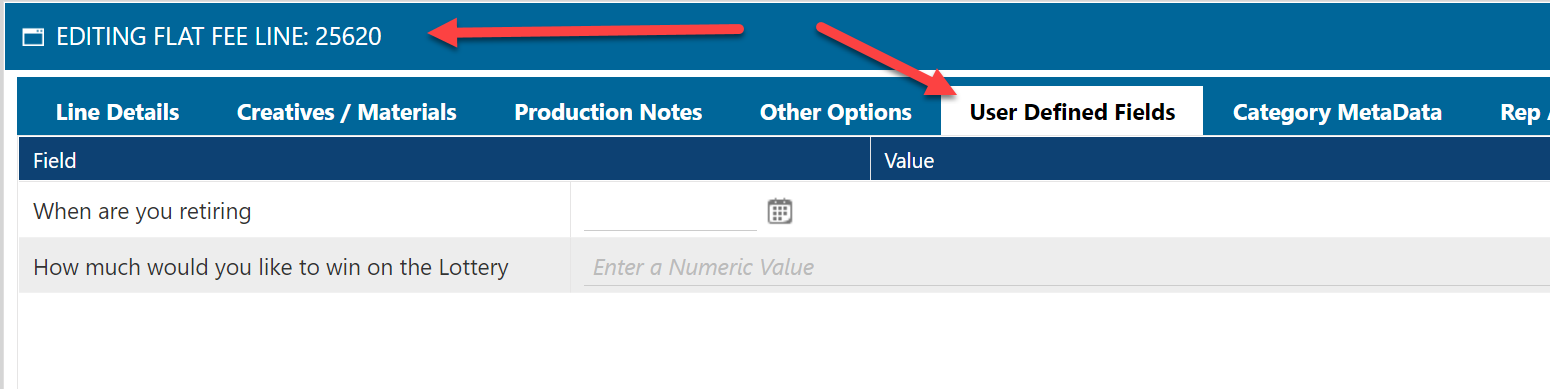 EDITING FLAT FEE LINE: 25620
Line Details Creatives / Materials Production Notes Other Options User Defined Fields Category MetaData Rep
Field Value
When are you retiring
How much would you like to win on the Lottery Enter a Numeric Value